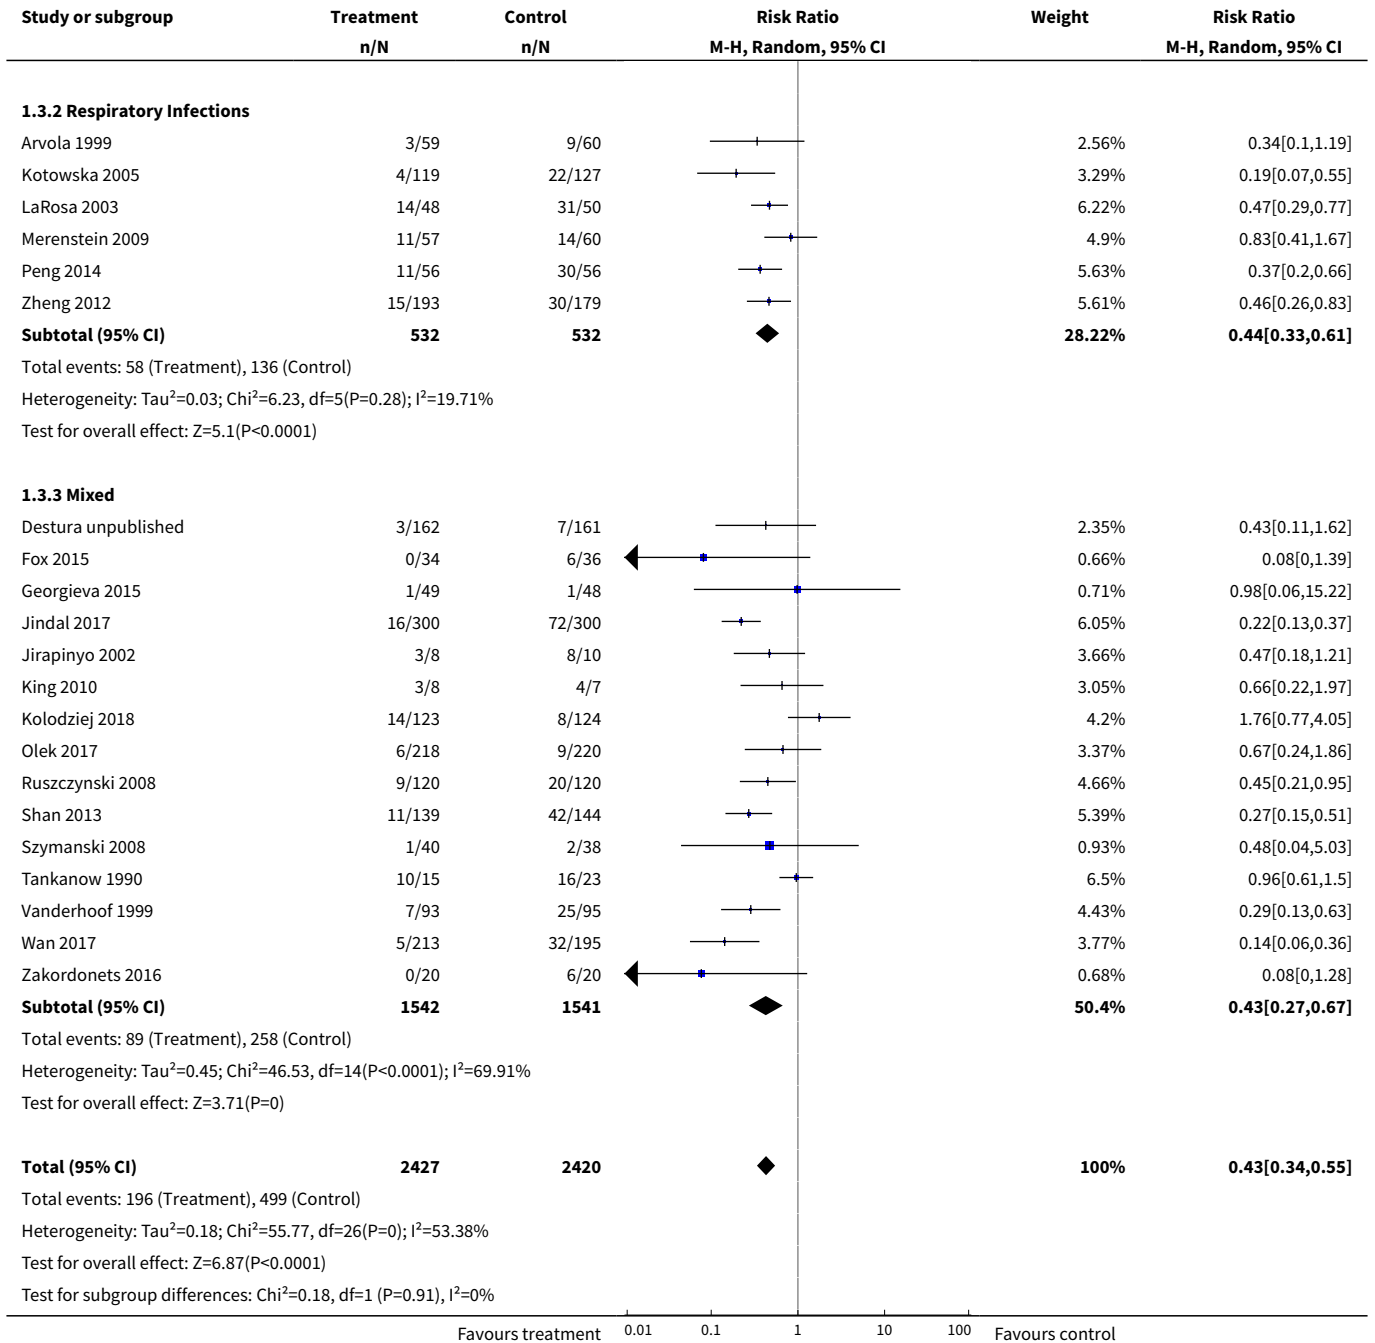 Study or subgroup Treatment Control Risk Ratio Weight Risk Ratio
n/N n/N M-H, Random, 95% CI M-H, Random, 95% CI
1.3.2 Respiratory Infections
Arvola 1999 3/59 9/60 2.56% 0.34[0.1,1.19]
Kotowska 2005 4/119 22/127 3.29% 0.19[0.07,0.55]
LaRosa 2003 14/48 31/50 6.22% 0.47[0.29,0.77]
Merenstein 2009 11/57 14/60 4.9% 0.83[0.41,1.67]
Peng 2014 11/56 30/56 5.63% 0.37[0.2,0.66]
Zheng 2012 15/193 30/179 5.61% 0.46[0.26,0.83]
Subtotal (95% CI) 532 532 28.22% 0.44[0.33,0.61]
Total events: 58 (Treatment), 136 (Control)
Heterogeneity: Tau²=0.03; Chi²=6.23, df=5(P=0.28); I²=19.71%
Test for overall effect: Z=5.1(P<0.0001)
1.3.3 Mixed
Destura unpublished 3/162 7/161 2.35% 0.43[0.11,1.62]
Fox 2015 0/34 6/36 0.66% 0.08[0,1.39]
Georgieva 2015 1/49 1/48 0.71% 0.98[0.06,15.22]
Jindal 2017 16/300 72/300 6.05% 0.22[0.13,0.37]
Jirapinyo 2002 3/8 8/10 3.66% 0.47[0.18,1.21]
King 2010 3/8 4/7 3.05% 0.66[0.22,1.97]
Kolodziej 2018 14/123 8/124 4.2% 1.76[0.77,4.05]
Olek 2017 6/218 9/220 3.37% 0.67[0.24,1.86]
Ruszczynski 2008 9/120 20/120 4.66% 0.45[0.21,0.95]
Shan 2013 11/139 42/144 5.39% 0.27[0.15,0.51]
Szymanski 2008 1/40 2/38 0.93% 0.48[0.04,5.03]
Tankanow 1990 10/15 16/23 6.5% 0.96[0.61,1.5]
Vanderhoof 1999 7/93 25/95 4.43% 0.29[0.13,0.63]
Wan 2017 5/213 32/195 3.77% 0.14[0.06,0.36]
Zakordonets 2016 0/20 6/20 0.68% 0.08[0,1.28]
Subtotal (95% CI) 1542 1541 50.4% 0.43[0.27,0.67]
Total events: 89 (Treatment), 258 (Control)
Heterogeneity: Tau²=0.45; Chi²=46.53, df=14(P<0.0001); I²=69.91%
Test for overall effect: Z=3.71(P=0)
Total (95% CI) 2427 2420 100% 0.43[0.34,0.55]
Total events: 196 (Treatment), 499 (Control)
Heterogeneity: Tau²=0.18; Chi²=55.77, df=26(P=0); I²=53.38%
Test for overall effect: Z=6.87(P<0.0001)
Test for subgroup differences: Chi²=0.18, df=1 (P=0.91), I²=0%
Favours treatment 0.01 0.1 1 10 100 Favours control